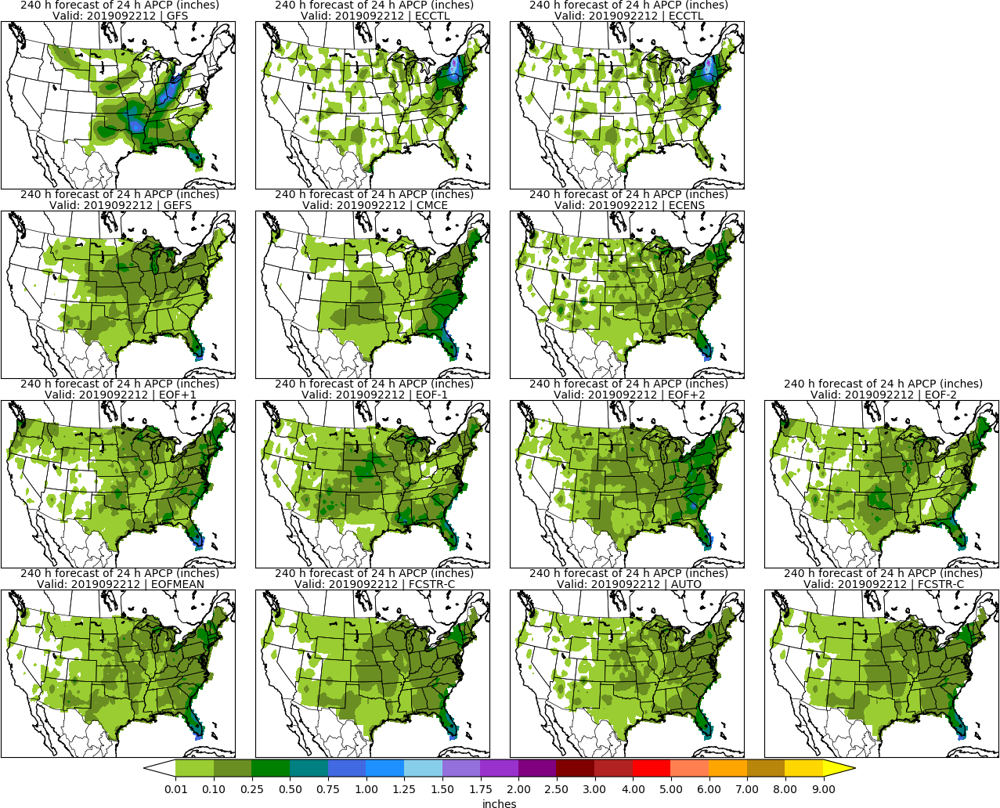 240 h forecast of 24 h APCP (inches)
Valid: 2019092212 | GFS
240 h forecast of 24 h APCP (inches)
Valid: 2019092212 | ECCTL
240 h forecast of 24 h APCP (inches)
Valid: 2019092212 | ECCTL
240 h forecast of 24 h APCP (inches)
Valid: 2019092212 | GEFS
240 h forecast of 24 h APCP (inches)
Valid: 2019092212 | CMCE
240 h forecast of 24 h APCP (inches)
Valid: 2019092212 | ECENS
240 h forecast of 24 h APCP (inches)
Valid: 2019092212 | EOF+1
240 h forecast of 24 h APCP (inches)
Valid: 2019092212 | EOF-1
240 h forecast of 24 h APCP (inches)
Valid: 2019092212 | EOF+2
240 h forecast of 24 h APCP (inches)
Valid: 2019092212 | EOF-2
240 h forecast of 24 h APCP (inches)
Valid: 2019092212 | EOFMEAN
240 h forecast of 24 h APCP (inches)
Valid: 2019092212 | FCSTR-C
240 h forecast of 24 h APCP (inches)
Valid: 2019092212 | AUTO
240 h forecast of 24 h APCP (inches)
Valid: 2019092212 | FCSTR-C
0.01 0.10 0.25 0.50 0.75 1.00 1.25 1.50 1.75 2.00 2.50 3.00 4.00 5.00 6.00 7.00 8.00 9.00
inches